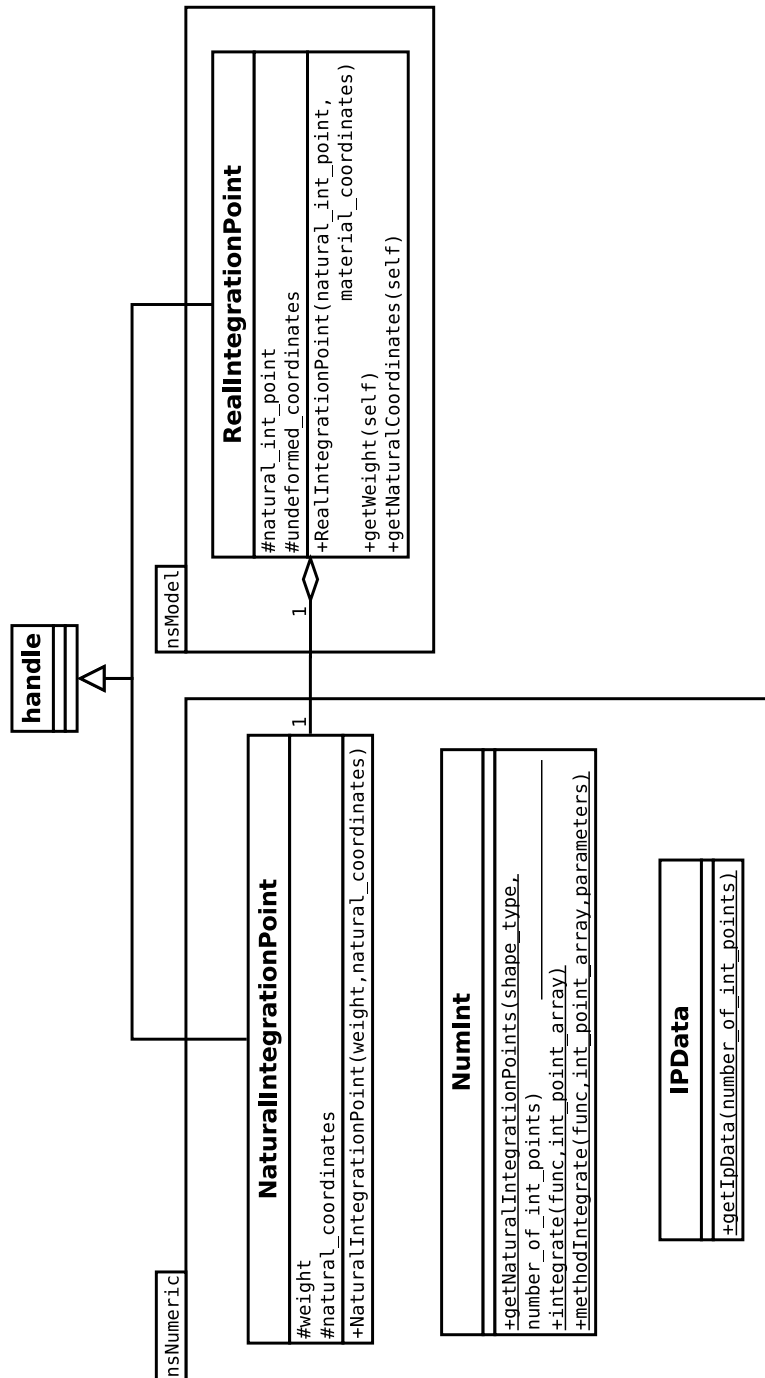 handle
nsNumeric
NaturalIntegrationPoint
#weight
#natural_coordinates
+NaturalIntegrationPoint(weight,natural_coordinates)
1
1
nsModel
RealIntegrationPoint
#natural_int_point
#undeformed_coordinates
+RealIntegrationPoint(natural_int_point,
material_coordinates)
+getWeight(self)
+getNaturalCoordinates(self)
NumInt
+getNaturalIntegrationPoints(shape_type,
number_of_int_points)
+integrate(func,int_point_array)
+methodIntegrate(func,int_point_array,parameters)
IPData
+getIpData(number_of_int_points)